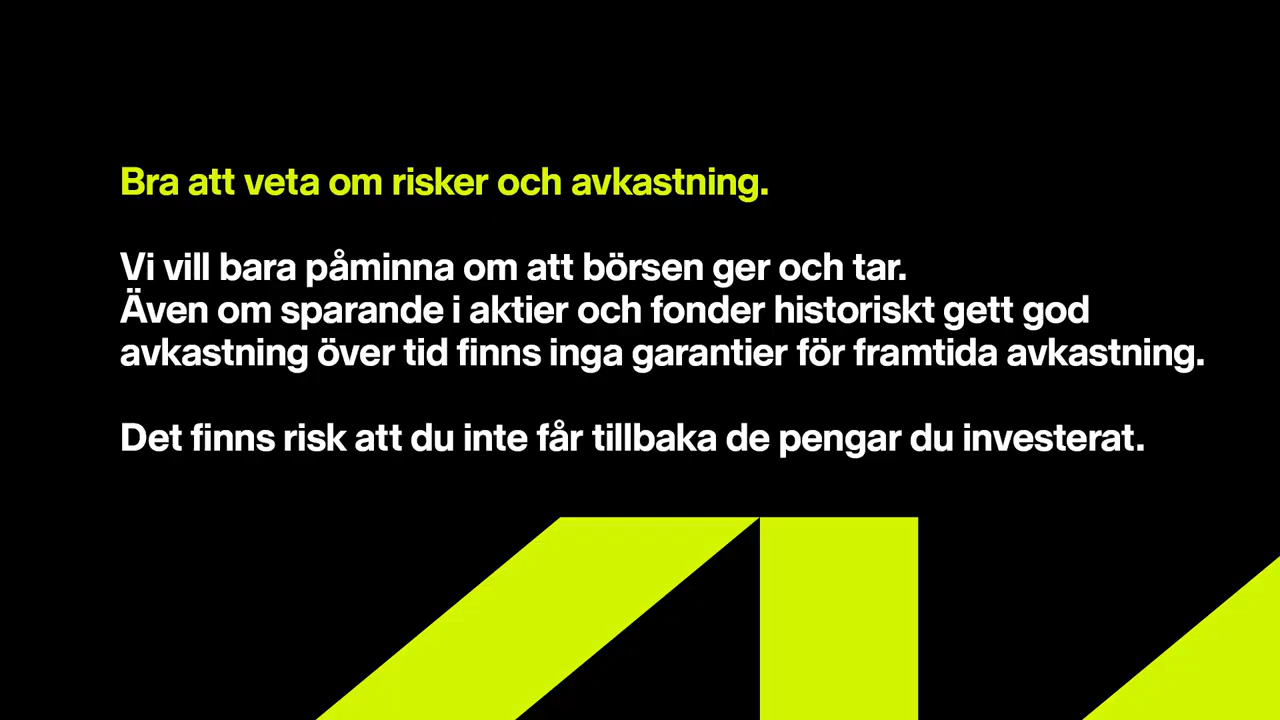 Bra att veta om risker och avkastning.
Vi vill bara påminna om att börsen ger och tar.
Även om sparande i aktier och fonder historiskt gett god
avkastning över tid finns inga garantier för framtida avkastning.
Det finns risk att du inte får tillbaka de pengar du investerat.